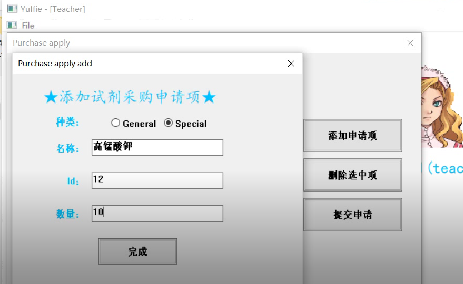 Yuffie - [Teacher]
File
Purchase apply
Purchase apply add
★添加试剂采购申请项★
种类： General Special
名称： 高锰酸钾
添加申请项
Id： 12
删除选中项
(teac
数量： 10
提交申请
完成